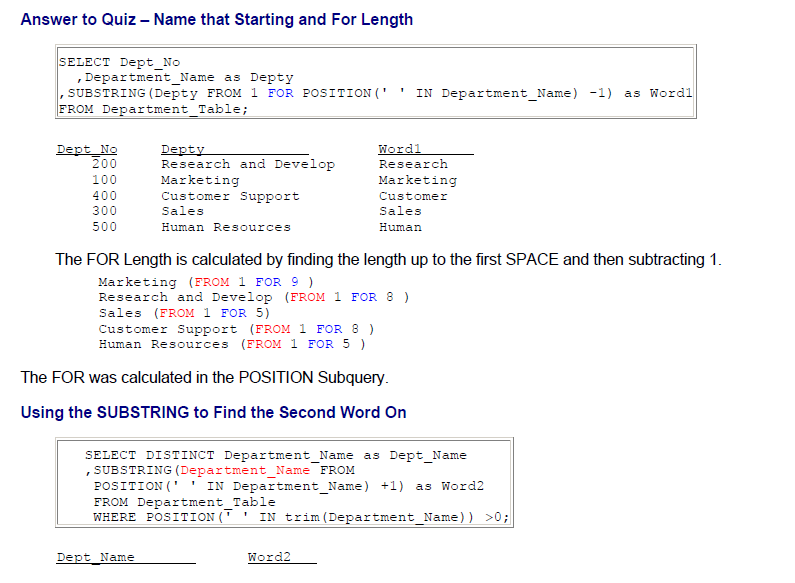 Answer to Quiz – Name that Starting and For Length
SELECT Dept_No
,Department_Name as Depty
,SUBSTRING(Depty FROM 1 FOR POSITION(' ' IN Department_Name) -1) as Word1
FROM Department_Table;
Dept_No Depty Word1
200 Research and Develop Research
100 Marketing Marketing
400 Customer Support Customer
300 Sales Sales
500 Human Resources Human
The FOR Length is calculated by finding the length up to the first SPACE and then subtracting 1.
Marketing (FROM 1 FOR 9 )
Research and Develop (FROM 1 FOR 8 )
Sales (FROM 1 FOR 5)
Customer Support (FROM 1 FOR 8 )
Human Resources (FROM 1 FOR 5 )
The FOR was calculated in the POSITION Subquery.
Using the SUBSTRING to Find the Second Word On
SELECT DISTINCT Department_Name as Dept_Name
,SUBSTRING(Department_Name FROM
POSITION(' ' IN Department_Name) +1) as Word2
FROM Department_Table
WHERE POSITION(' ' IN trim(Department_Name)) >0;
Dept_Name Word2